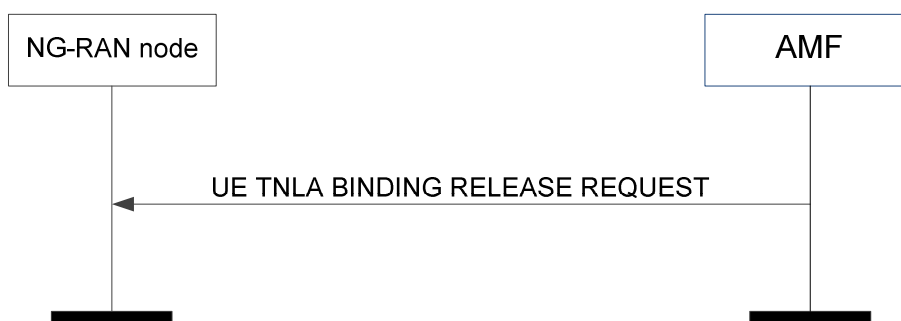 NG-RAN node
AMF
UE TNLA BINDING RELEASE REQUEST